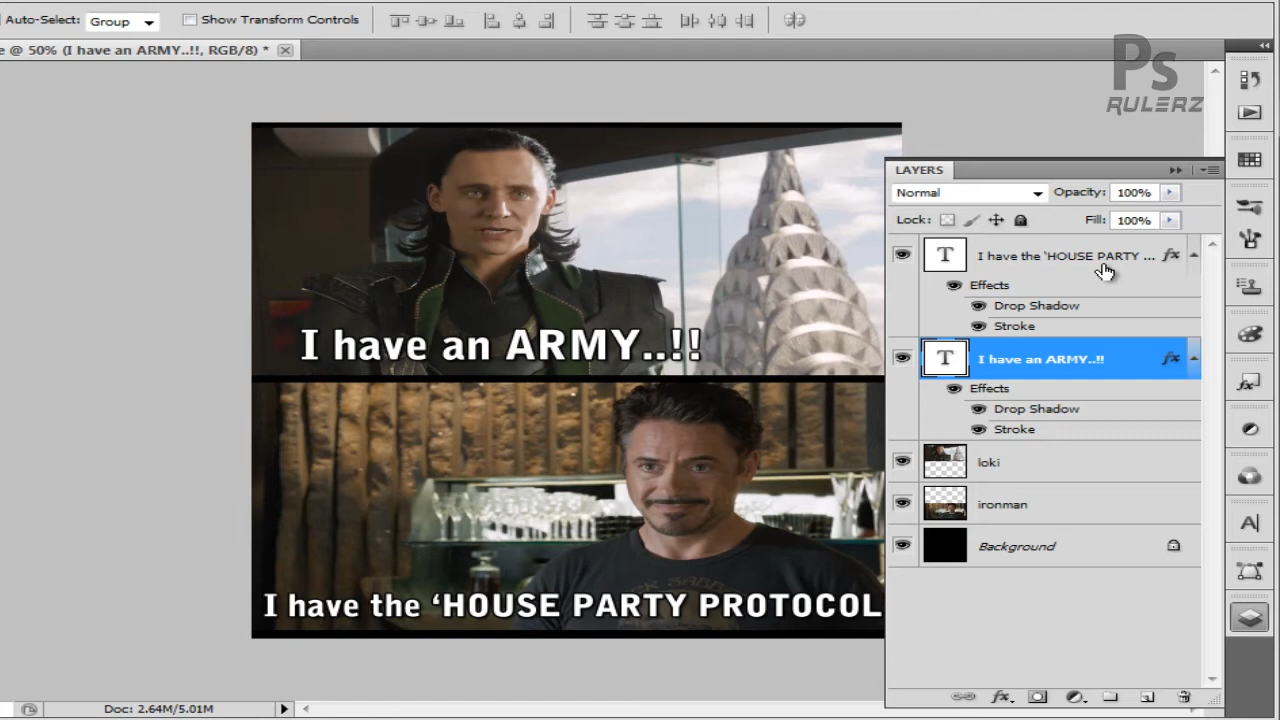 Auto-Select: Group Show Transform Controls
e @ 50% (I have an ARMY..!!, RGB/8) *
Ps
RULERZ
I have an ARMY..!!
I have the ‘HOUSE PARTY PROTOCOL
LAYERS
Normal Opacity: 100%
Lock: Fill: 100%
T I have the 'HOUSE PARTY ... fx
Effects
Drop Shadow
Stroke
T I have an ARMY..!! fx
Effects
Drop Shadow
Stroke
loki
ironman
Background
Doc: 2.64M/5.01M